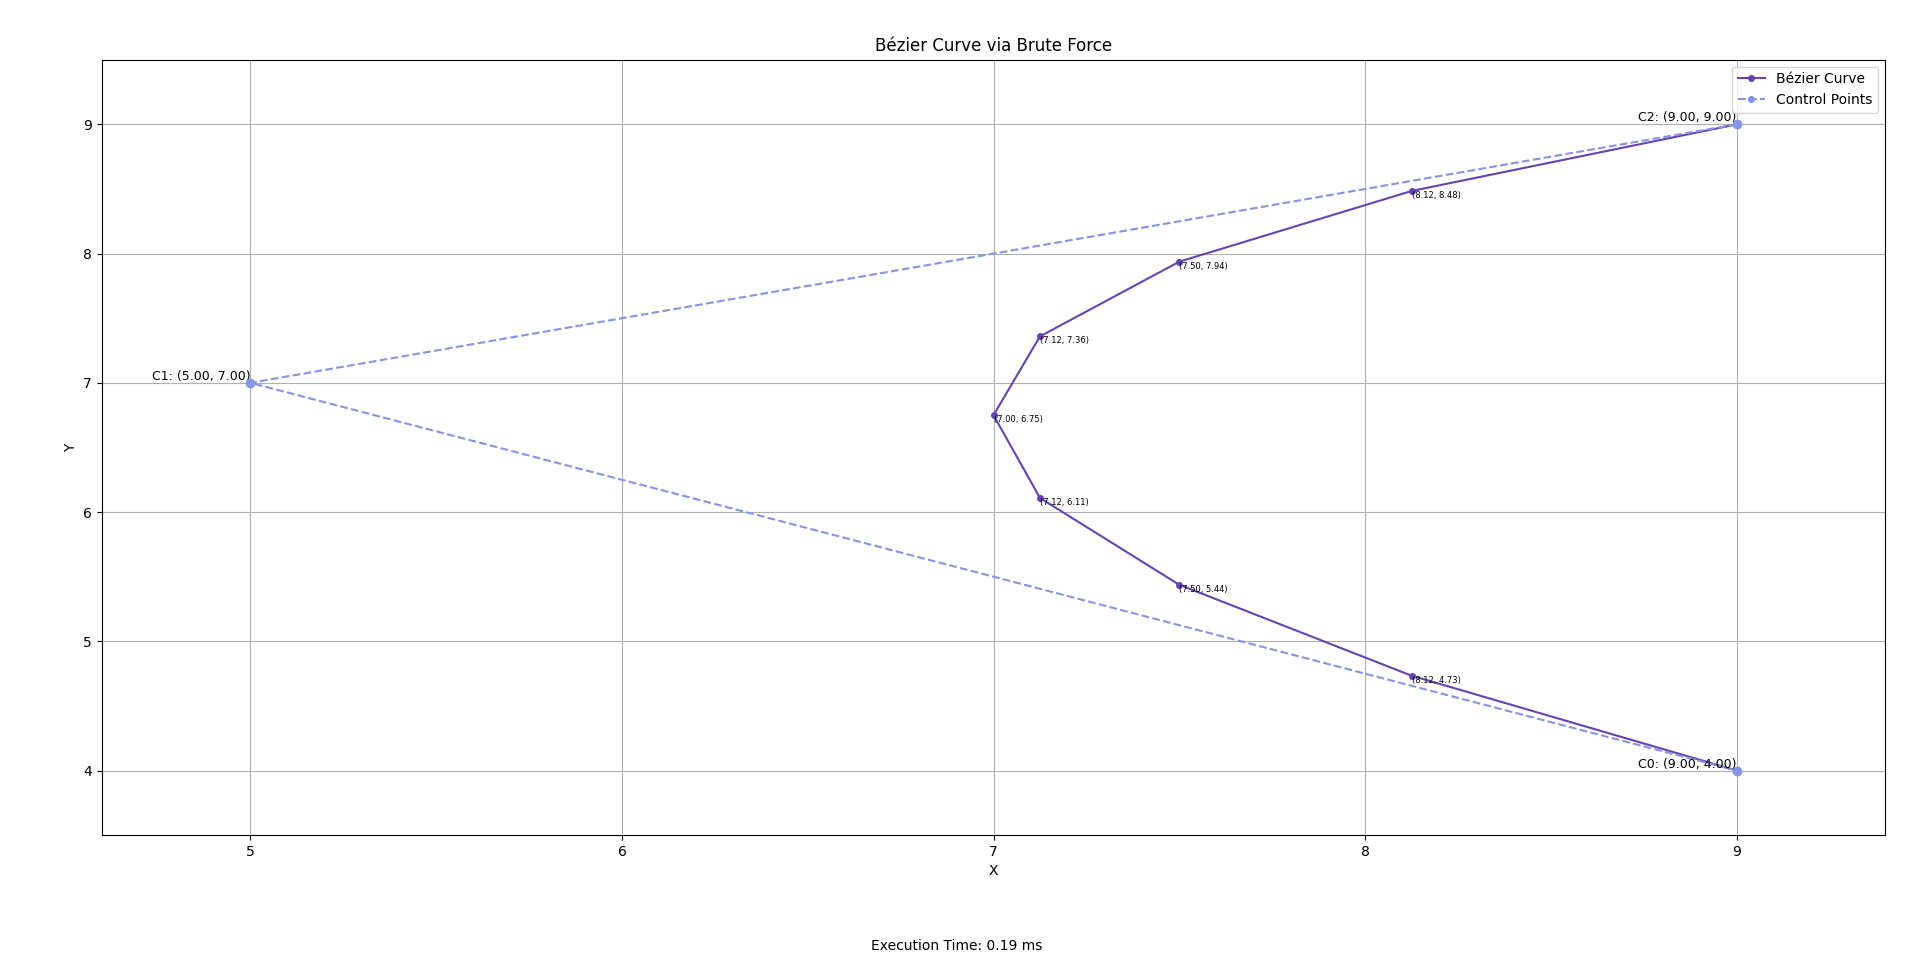 Bézier Curve via Brute Force
Bézier Curve
Control Points
C2: (9.00, 9.00)
9
(8.12, 8.48)
8
(7.50, 7.94)
(7.12, 7.36)
C1: (5.00, 7.00)
7
(7.00, 6.75)
Y
(7.12, 6.11)
6
(7.50, 5.44)
5
(8.12, 4.73)
C0: (9.00, 4.00)
4
5 6 7 8 9
X
Execution Time: 0.19 ms